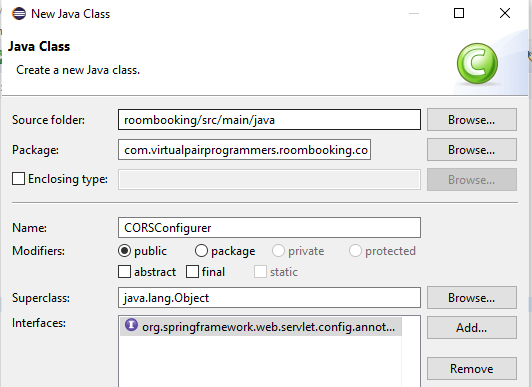 New Java Class
Java Class
Create a new Java class.
Source folder: roombooking/src/main/java Browse...
Package: com.virtualpairprogrammers.roombooking.co Browse...
Enclosing type: Browse...
Name: CORSConfigurer
Modifiers: public package private protected
abstract final static
Superclass: java.lang.Object Browse...
Interfaces: org.springframework.web.servlet.config.annot... Add...
Remove